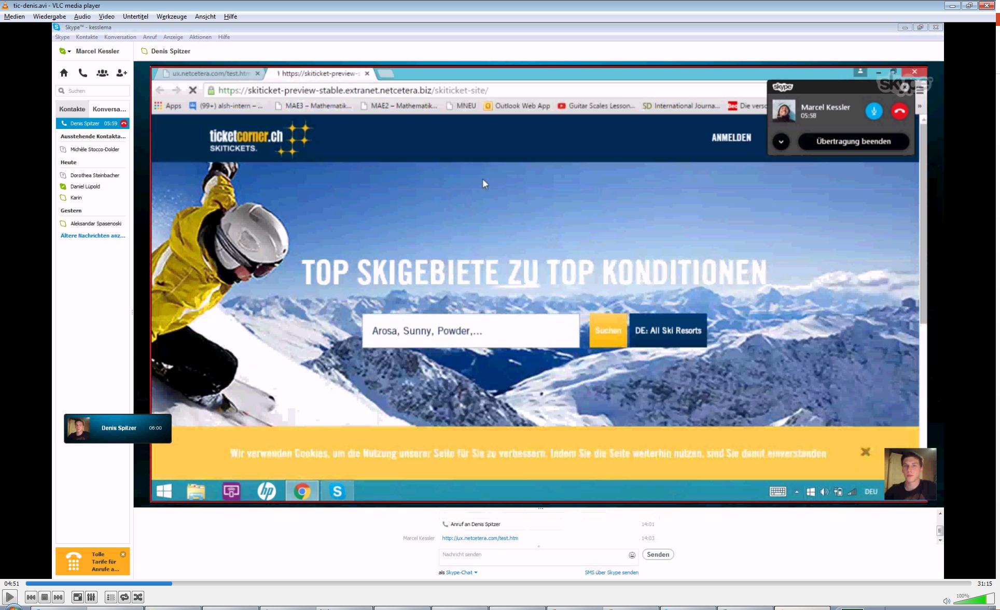 tic-denis.avi - VLC media player
Medien Wiedergabe Audio Video Untertitel Werkzeuge Ansicht Hilfe
Skype™ - kesslema
Skype Kontakte Konversation Anruf Anzeige Aktionen Hilfe
Marcel Kessler
Denis Spitzer
Suchen
Kontakte Konversa...
Denis Spitzer 05:59
Ausstehende Kontakta...
Michèle Stocco-Dolder
Heute
Dorothea Steinbacher
Daniel Lüpold
Karin
Gestern
Aleksandar Spasenoski
Ältere Nachrichten anz...
ux.netcetera.com/test.htm
https://skiticket-preview-s
https://skiticket-preview-stable.extranet.netcetera.biz/skiticket-site/
Apps (99+) alsh-intern – ... MAE3 – Mathematik... MAE2 – Mathematik... MNEU Outlook Web App Guitar Scales Lesson... SD International Journa... Die verso
skype
skype™
Marcel Kessler
05:58
Übertragung beenden
ticketcorner.ch
SKITICKETS.
ANMELDEN
TOP SKIGEBIETE ZU TOP KONDITIONEN
Arosa, Sunny, Powder,...
Suchen
DE: All Ski Resorts
Denis Spitzer 06:00
Wir verwenden Cookies, um die Nutzung unserer Seite für Sie zu verbessern. Indem Sie die Seite weiterhin nutzen, sind Sie damit einverstanden
hp
DEU
Anruf an Denis Spitzer 14:01
Marcel Kessler http://ux.netcetera.com/test.htm 14:03
Nachricht senden
Senden
als Skype-Chat
SMS über Skype senden
Tolle
Tarife für
Anrufe a...
04:51
31:15
100%